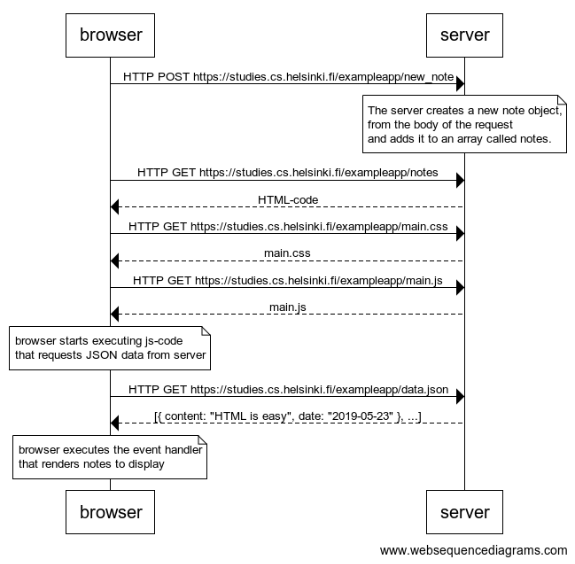 browser
server
HTTP POST https://studies.cs.helsinki.fi/exampleapp/new_note
The server creates a new note object,
from the body of the request
and adds it to an array called notes.
HTTP GET https://studies.cs.helsinki.fi/exampleapp/notes
HTML-code
HTTP GET https://studies.cs.helsinki.fi/exampleapp/main.css
main.css
HTTP GET https://studies.cs.helsinki.fi/exampleapp/main.js
main.js
browser starts executing js-code
that requests JSON data from server
HTTP GET https://studies.cs.helsinki.fi/exampleapp/data.json
[{ content: "HTML is easy", date: "2019-05-23" }, ...]
browser executes the event handler
that renders notes to display
browser
server
www.websequencediagrams.com